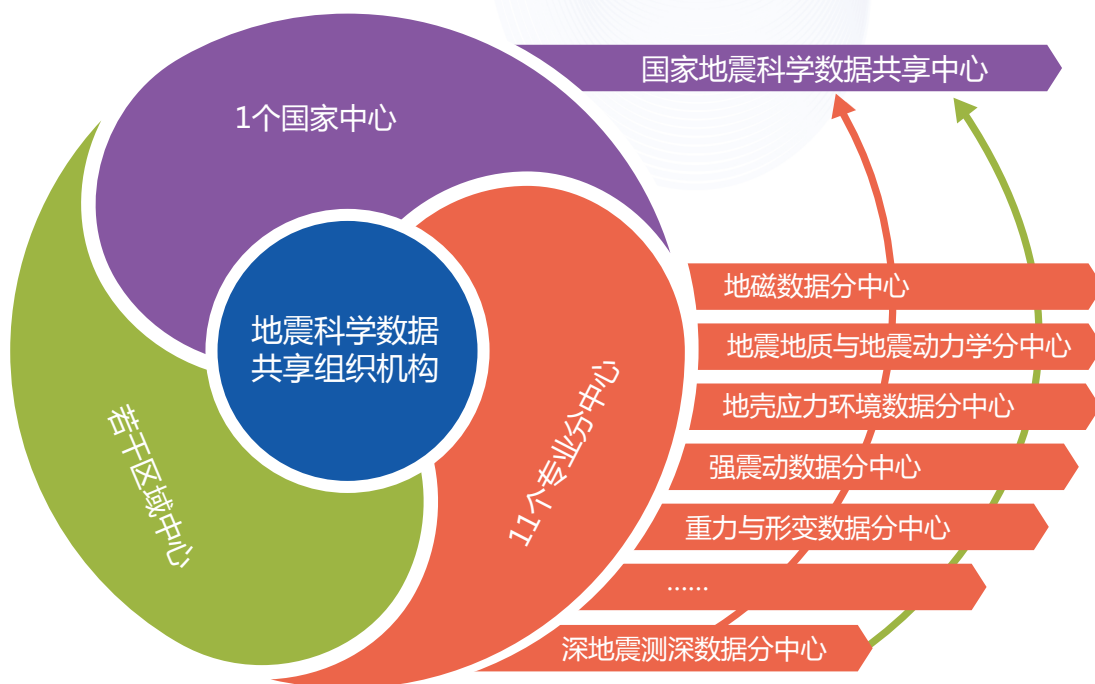 国家地震科学数据共享中心
1个国家中心
地震科学数据
共享组织机构
若干区域中心
11个专业分中心
地磁数据分中心
地震地质与地震动力学分中心
地壳应力环境数据分中心
强震动数据分中心
重力与形变数据分中心
......
深地震测深数据分中心